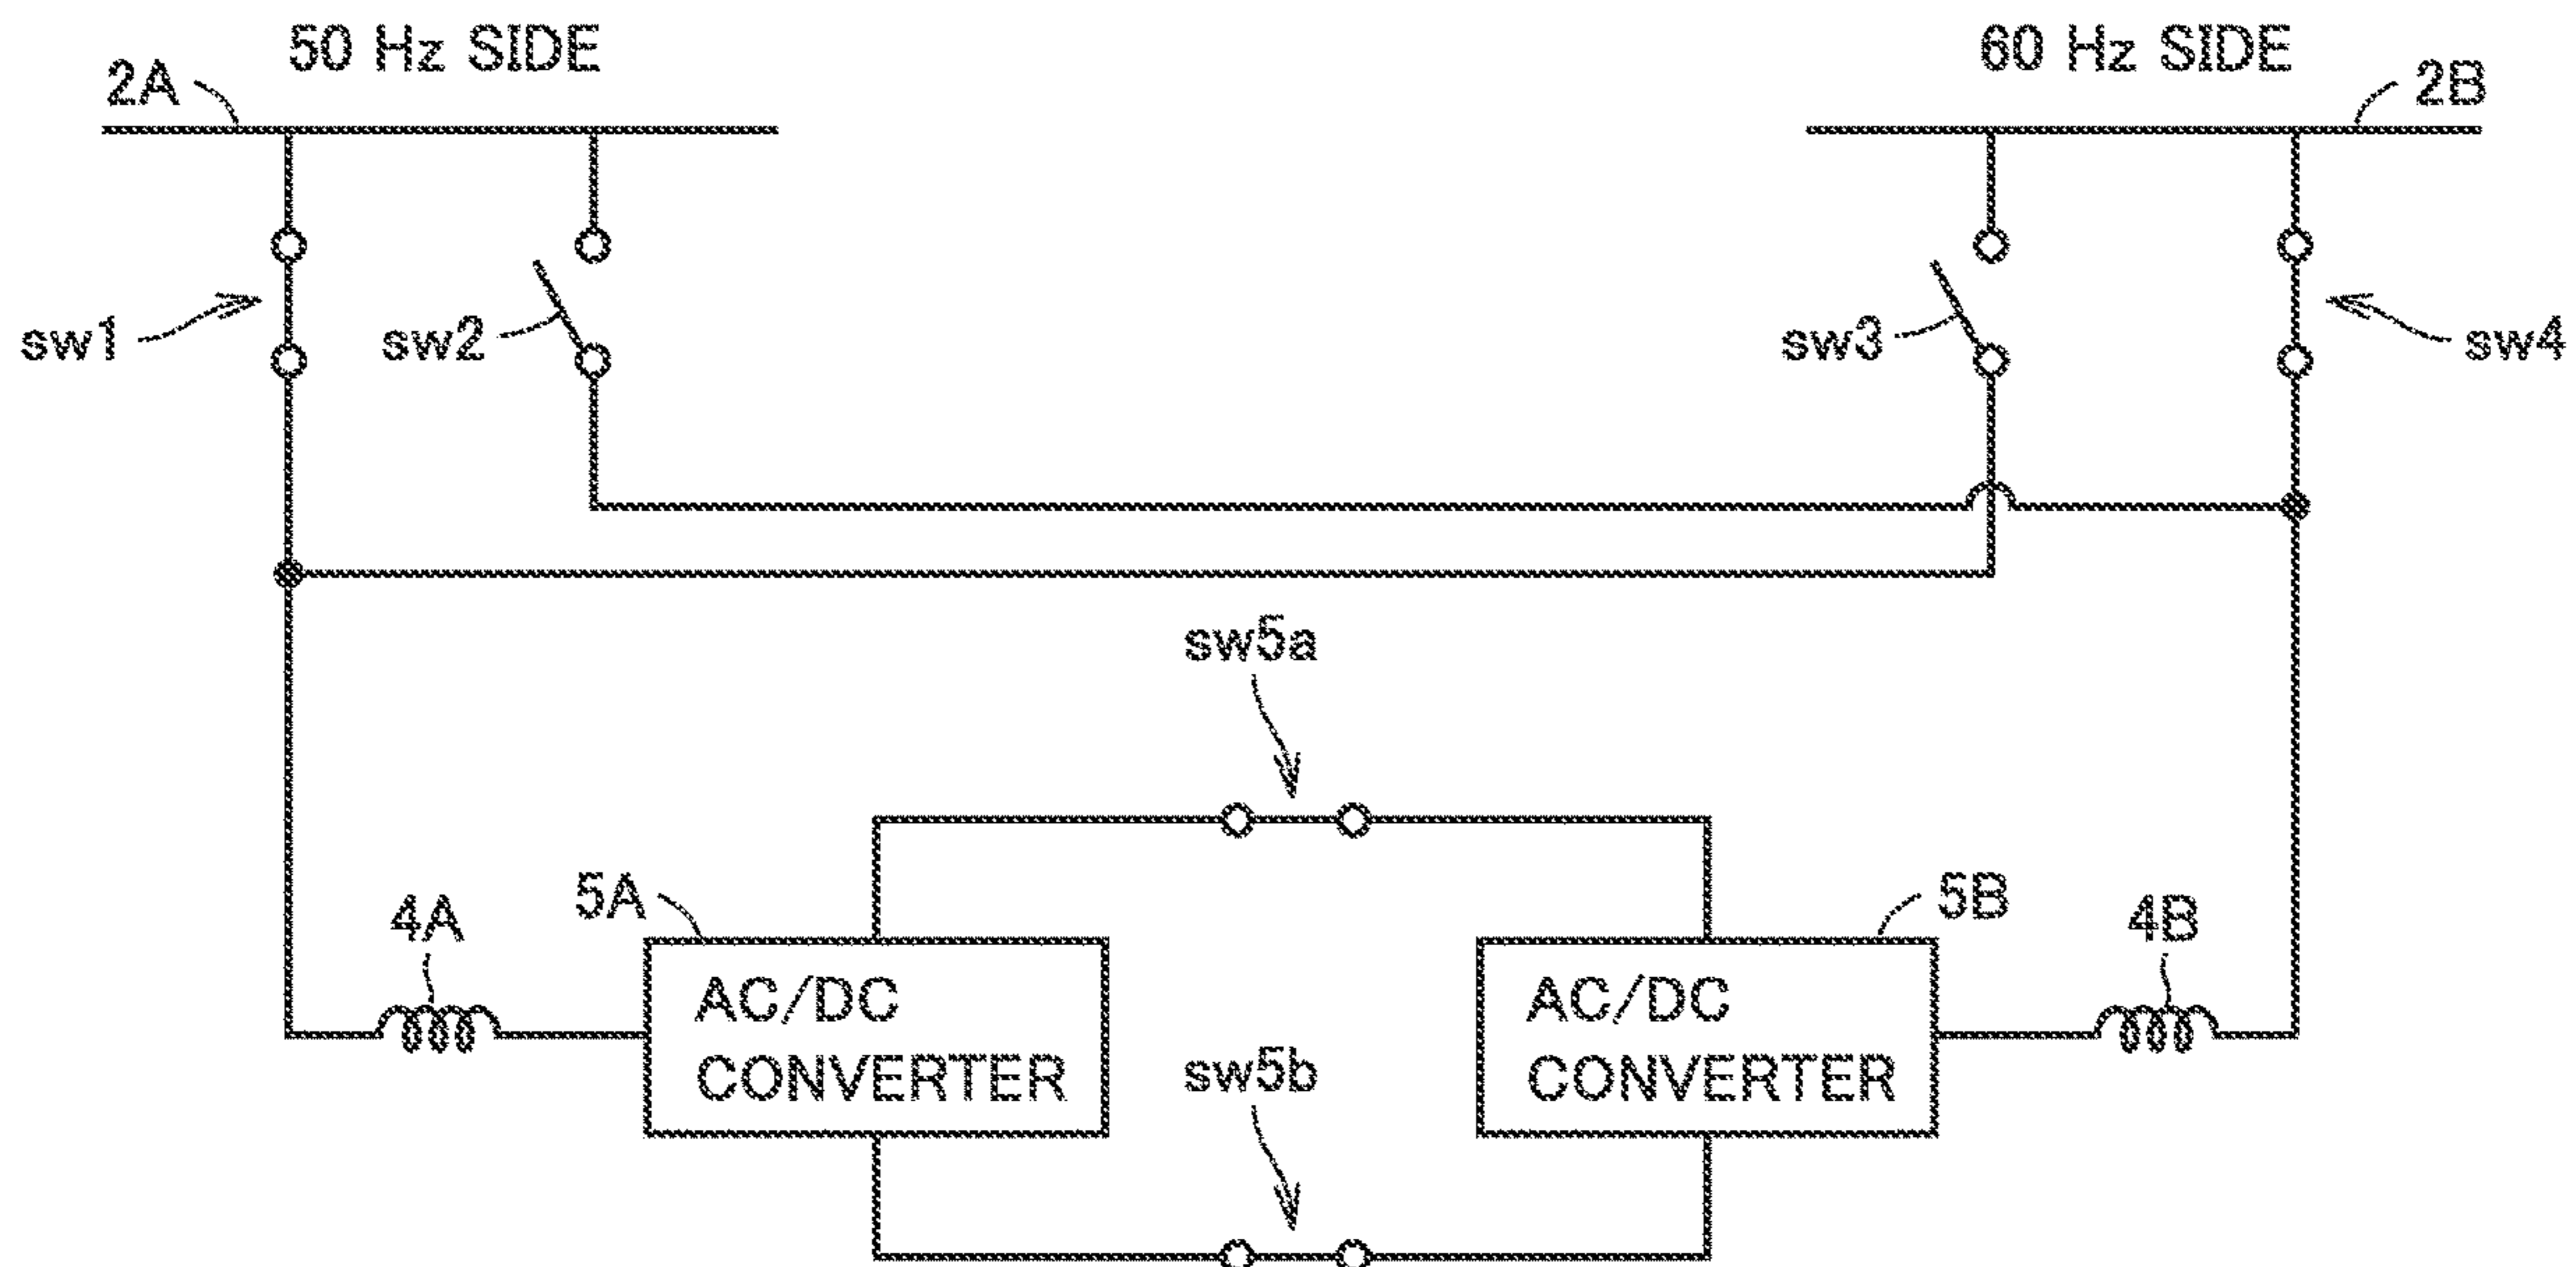 50 Hz SIDE
60 Hz SIDE
2A
2B
sw1
sw2
sw3
sw4
sw5a
4A
5A
5B
4B
AC/DC
CONVERTER
AC/DC
CONVERTER
sw5b